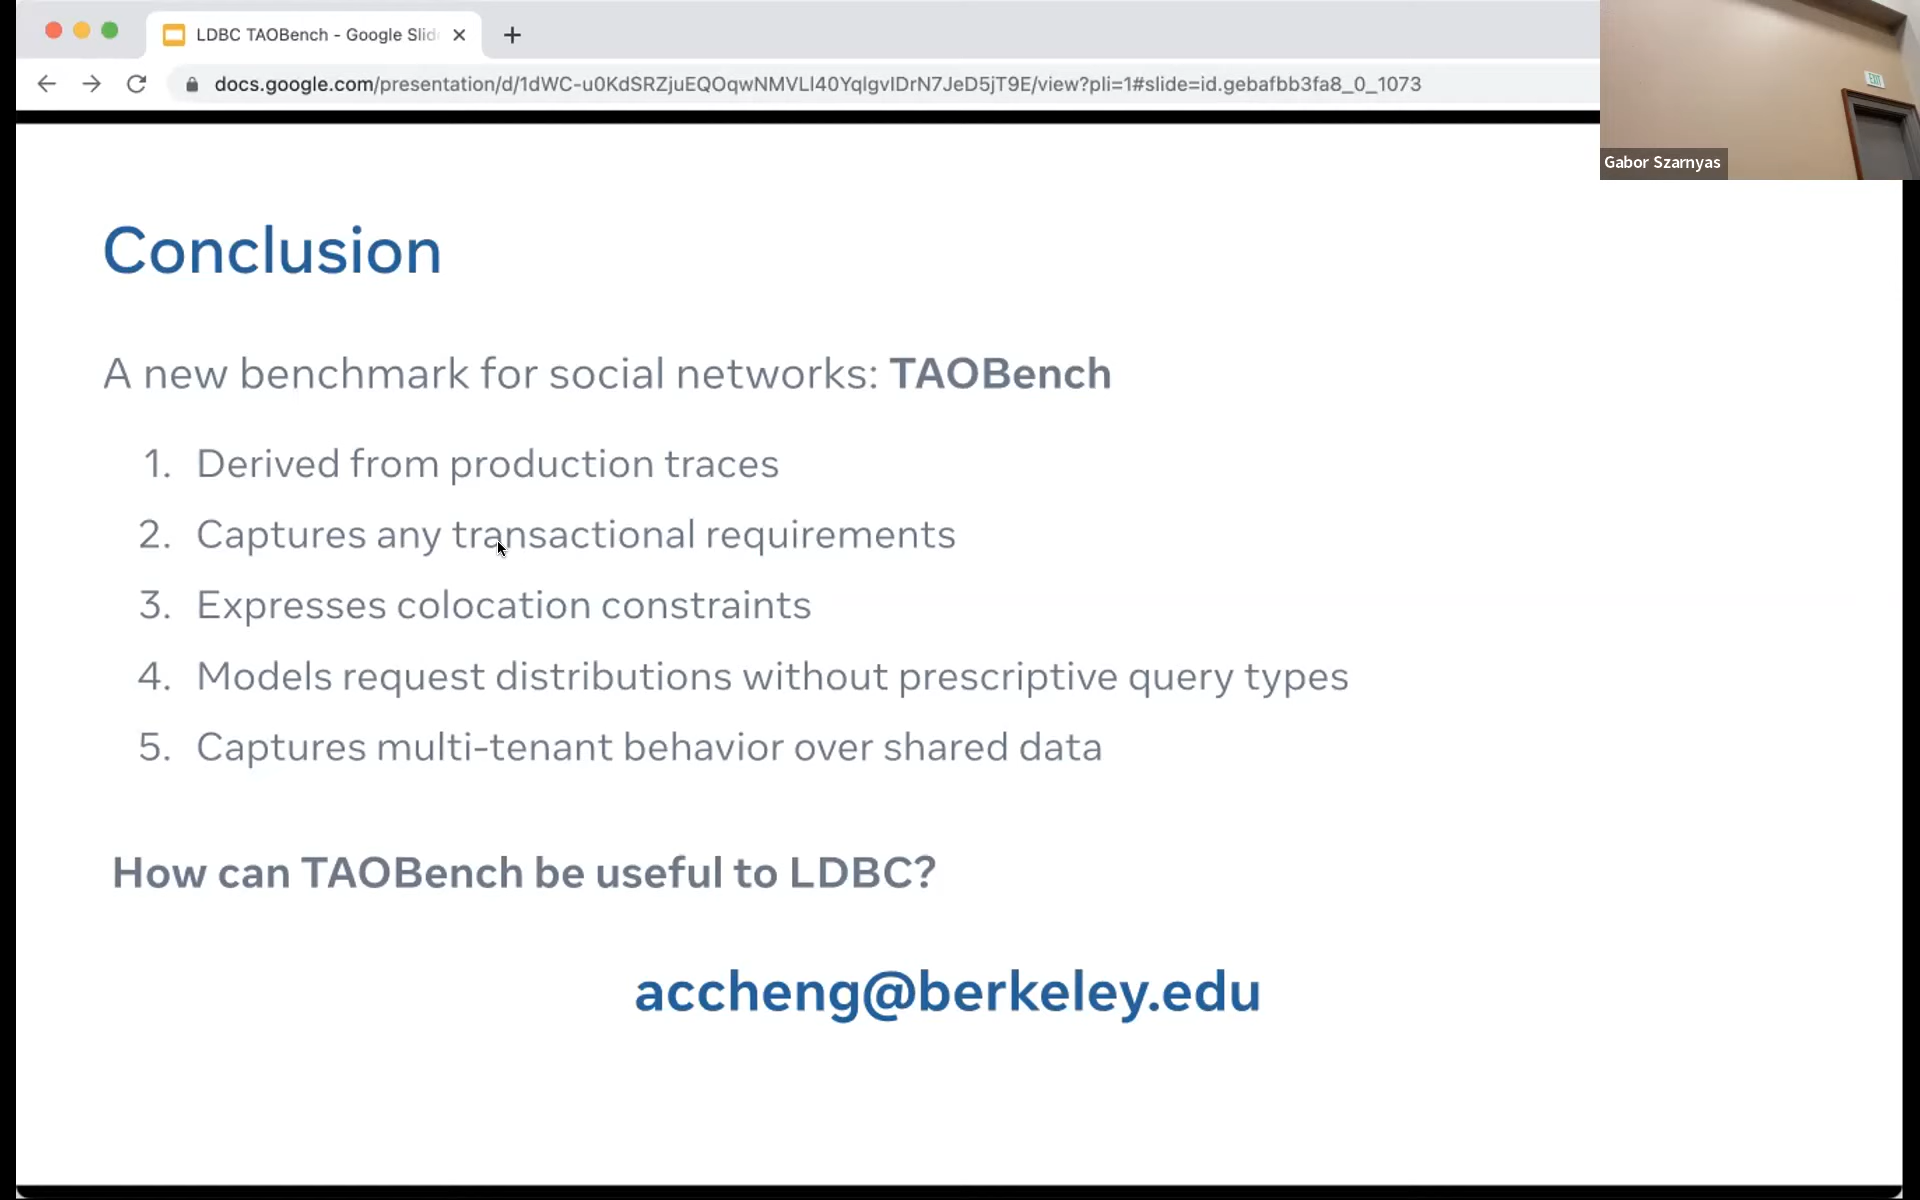 LDBC TAOBench - Google Slid
docs.google.com/presentation/d/1dWC-u0KdSRZjuEQOqwNMVLI40YqlgvIDrN7JeD5jT9E/view?pli=1#slide=id.gebafbb3fa8_0_1073
EXIT
Gabor Szarnyas
Conclusion
A new benchmark for social networks: TAOBench
1. Derived from production traces
2. Captures any transactional requirements
3. Expresses colocation constraints
4. Models request distributions without prescriptive query types
5. Captures multi-tenant behavior over shared data
How can TAOBench be useful to LDBC?
accheng@berkeley.edu